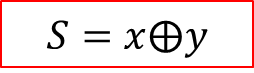 S = x⊕y